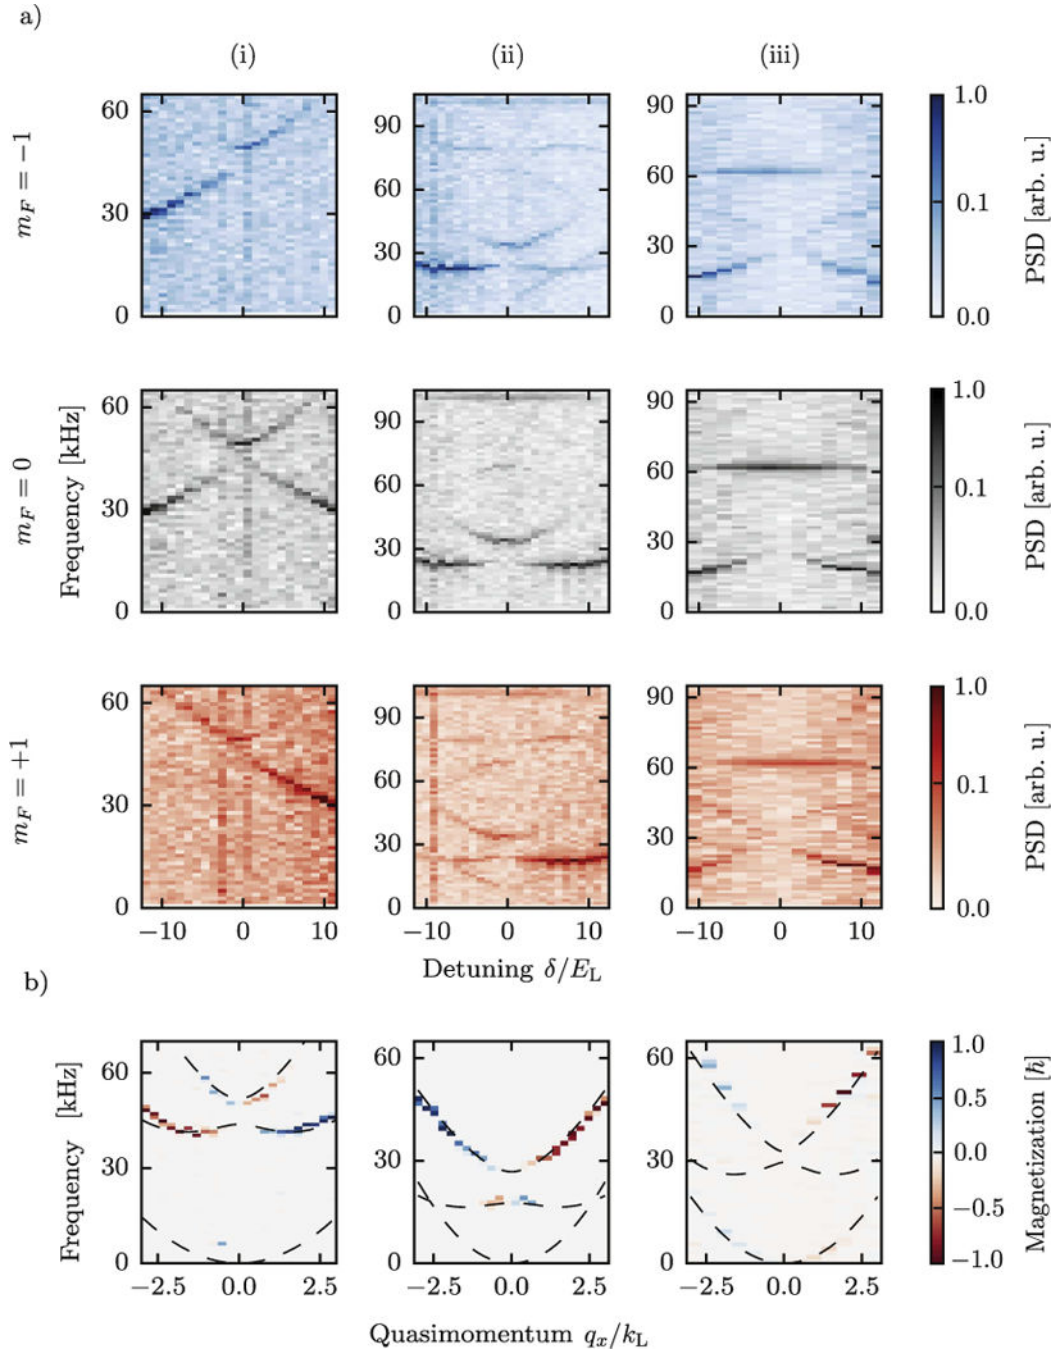 a)
(i) (ii) (iii)
m_F = −1
60 30 0
90 60 30 0
90 60 30 0
1.0 0.1 0.0
PSD [arb. u.]
m_F = 0
Frequency [kHz]
60 30 0
90 60 30 0
90 60 30 0
1.0 0.1 0.0
PSD [arb. u.]
m_F = +1
60 30 0
90 60 30 0
90 60 30 0
1.0 0.1 0.0
PSD [arb. u.]
−10 0 10 −10 0 10 −10 0 10
Detuning δ/E_L
b)
Frequency [kHz]
60 30 0
60 30 0
60 30 0
1.0 0.5 0.0 −0.5 −1.0
Magnetization [ħ]
−2.5 0.0 2.5 −2.5 0.0 2.5 −2.5 0.0 2.5
Quasimomentum q_x/k_L